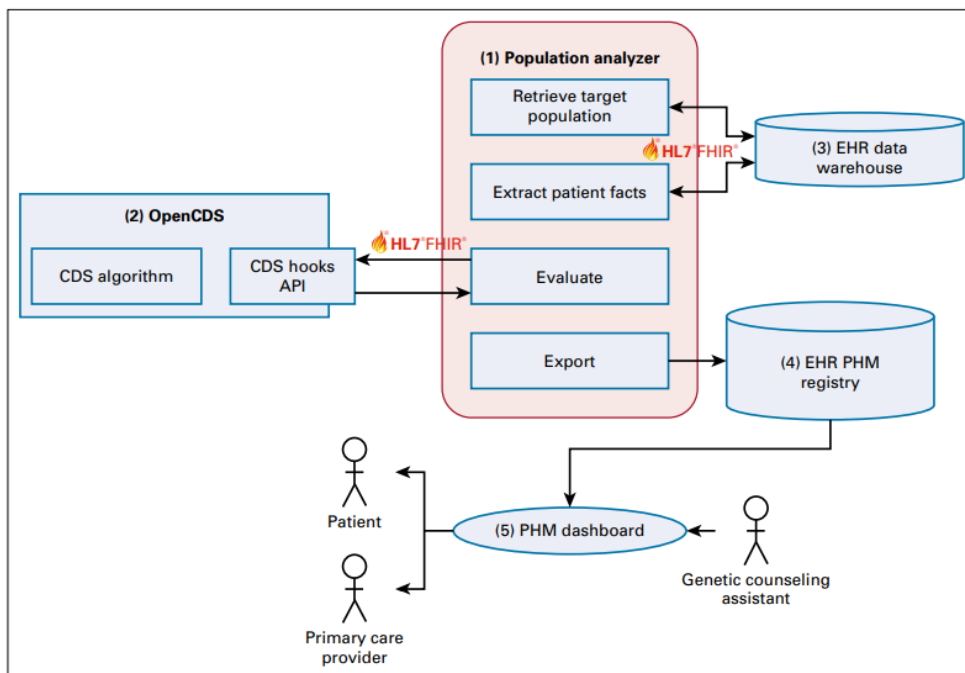 (1) Population analyzer
Retrieve target
population
HL7®FHIR®
(3) EHR data
warehouse
Extract patient facts
(2) OpenCDS
HL7®FHIR®
CDS algorithm
CDS hooks
API
Evaluate
Export
(4) EHR PHM
registry
Patient
(5) PHM dashboard
Genetic counseling
assistant
Primary care
provider